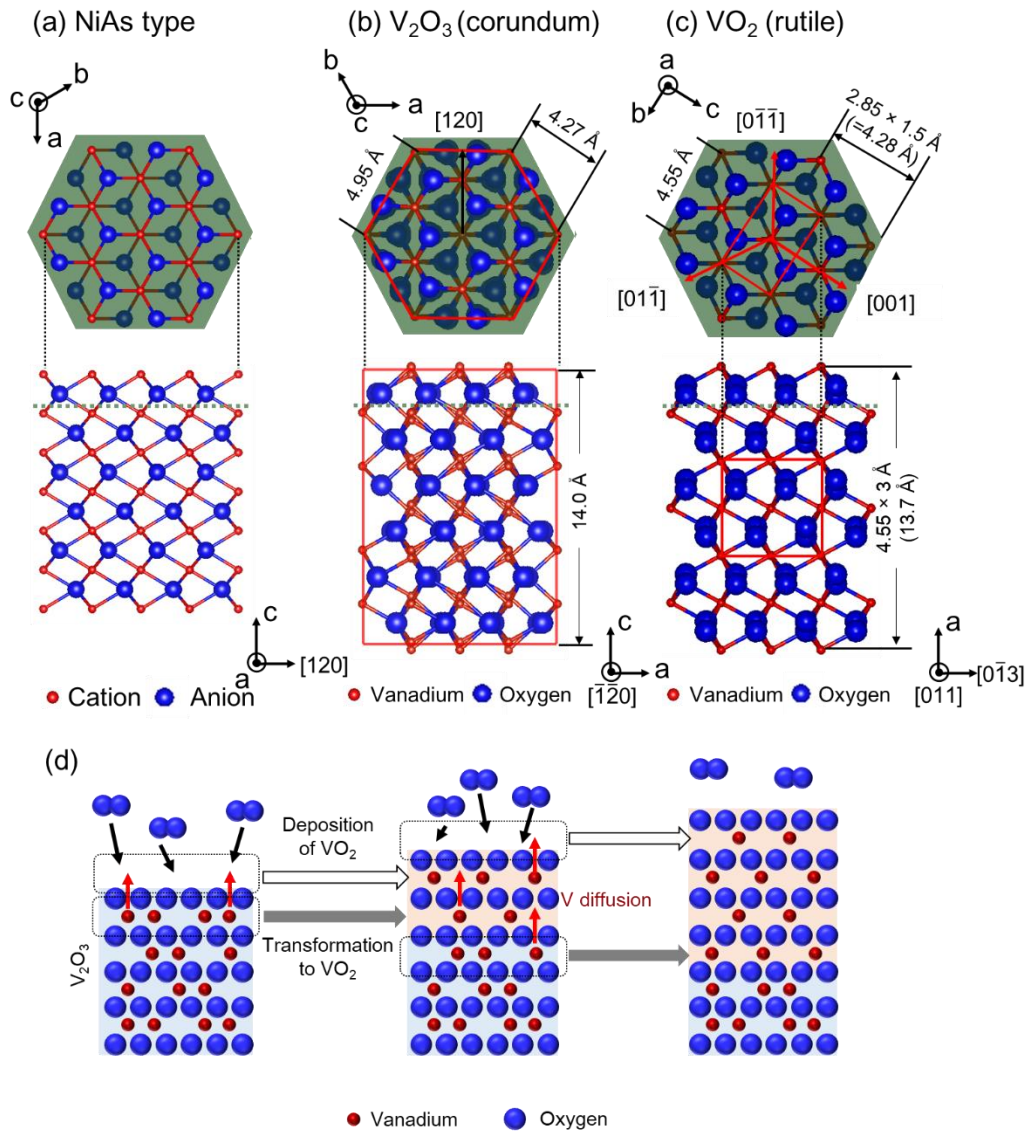 (a) NiAs type
(b) V₂O₃ (corundum)
(c) VO₂ (rutile)
c
b
a
b
a
c
[120]
4.95 Å
4.27 Å
a
b
c
[01̅1̅]
4.55 Å
2.85 × 1.5 Å
(=4.28 Å)
[011̅]
[001]
14.0 Å
4.55 × 3 Å
(13.7 Å)
c
a
[120]
c
a
[1̅1̅20]
a
[011]
[01̅3]
Cation
Anion
Vanadium
Oxygen
Vanadium
Oxygen
(d)
Deposition
of VO₂
V diffusion
Transformation
to VO₂
V₂O₃
Vanadium
Oxygen